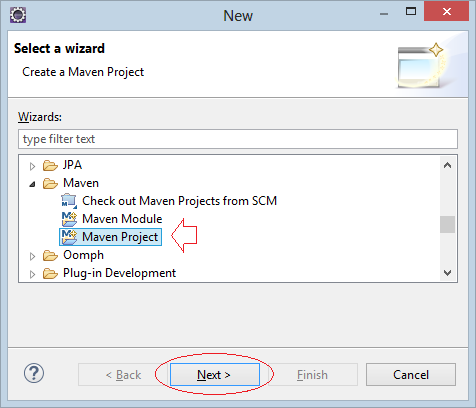 New
Select a wizard
Create a Maven Project
Wizards:
type filter text
JPA
Maven
Check out Maven Projects from SCM
Maven Module
Maven Project
Oomph
Plug-in Development
? < Back Next > Finish Cancel